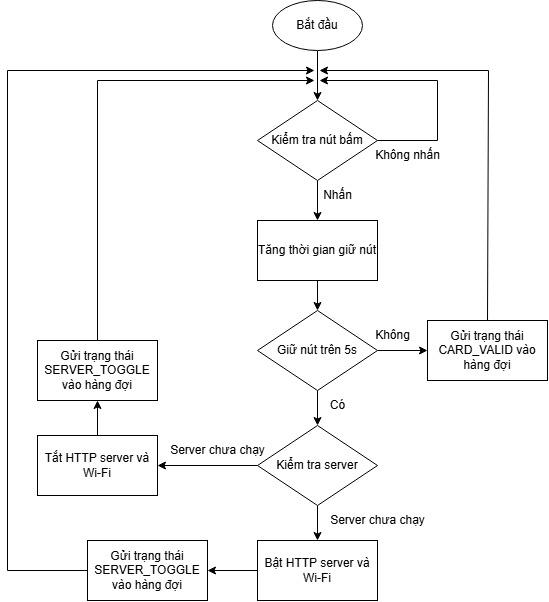 Bắt đầu
Kiểm tra nút bấm
Không nhấn
Nhấn
Tăng thời gian giữ nút
Giữ nút trên 5s
Không
Gửi trạng thái
CARD_VALID vào
hàng đợi
Có
Gửi trạng thái
SERVER_TOGGLE
vào hàng đợi
Kiểm tra server
Server chưa chạy
Tắt HTTP server và
Wi-Fi
Server chưa chạy
Bật HTTP server và
Wi-Fi
Gửi trạng thái
SERVER_TOGGLE
vào hàng đợi